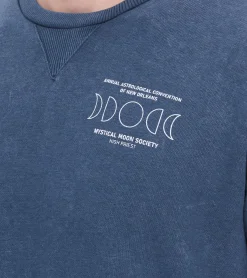 ANNUAL ASTROLOGICAL CONVENTION
OF NEW ORLEANS
MYSTICAL MOON SOCIETY
HIGH PRIEST